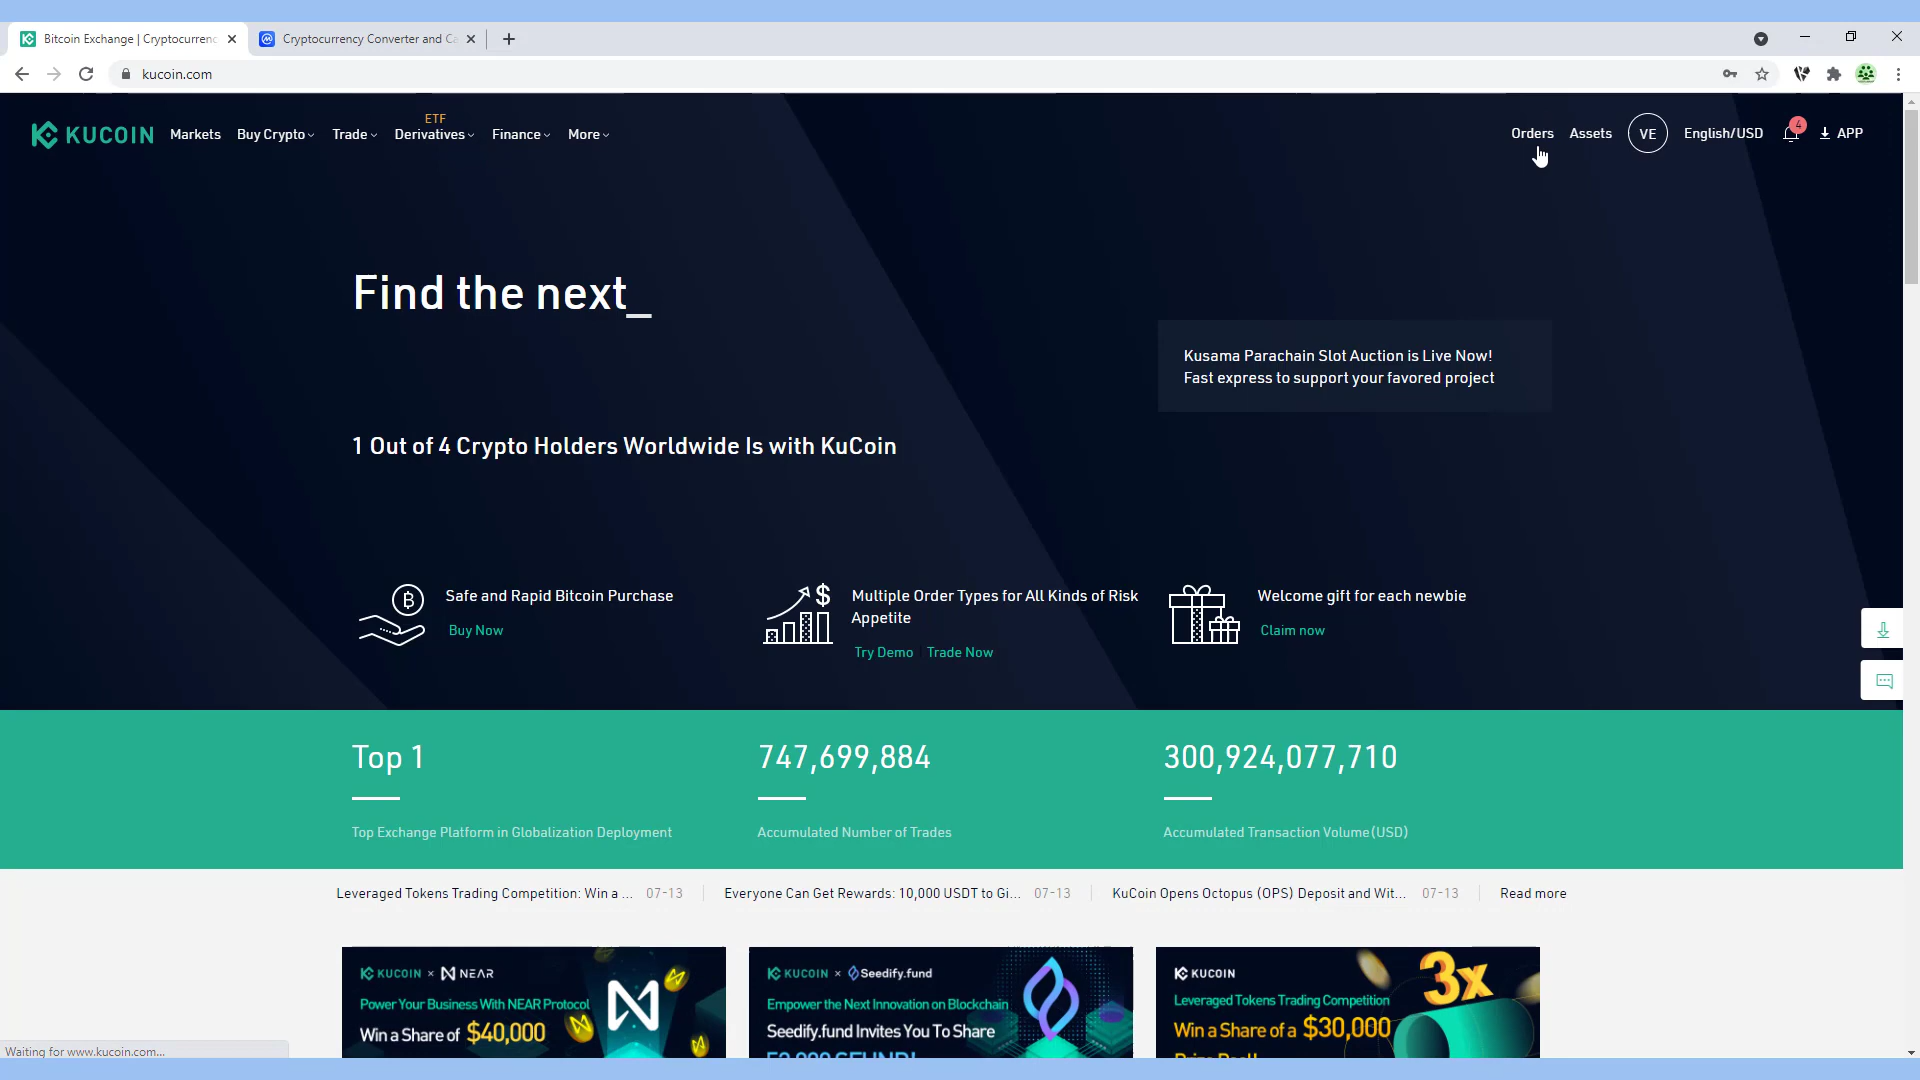 Bitcoin Exchange | Cryptocurrenc
Cryptocurrency Converter and Ca
kucoin.com
KUCOIN
Markets
Buy Crypto
Trade
ETF
Derivatives
Finance
More
Orders
Assets
VE
English/USD
4
APP
Find the next_
Kusama Parachain Slot Auction is Live Now!
Fast express to support your favored project
1 Out of 4 Crypto Holders Worldwide Is with KuCoin
Safe and Rapid Bitcoin Purchase
Buy Now
Multiple Order Types for All Kinds of Risk
Appetite
Try Demo
Trade Now
Welcome gift for each newbie
Claim now
Top 1
Top Exchange Platform in Globalization Deployment
747,699,884
Accumulated Number of Trades
300,924,077,710
Accumulated Transaction Volume(USD)
Leveraged Tokens Trading Competition: Win a ... 07-13
Everyone Can Get Rewards: 10,000 USDT to Gi... 07-13
KuCoin Opens Octopus (OPS) Deposit and Wit... 07-13
Read more
KUCOIN × NEAR
Power Your Business With NEAR Protocol
Win a Share of $40,000
KUCOIN × Seedify.fund
Empower the Next Innovation on Blockchain
Seedify.fund Invites You To Share
KUCOIN
Leveraged Tokens Trading Competition
Win a Share of a $30,000
Prize Pool!
3x
Waiting for www.kucoin.com...